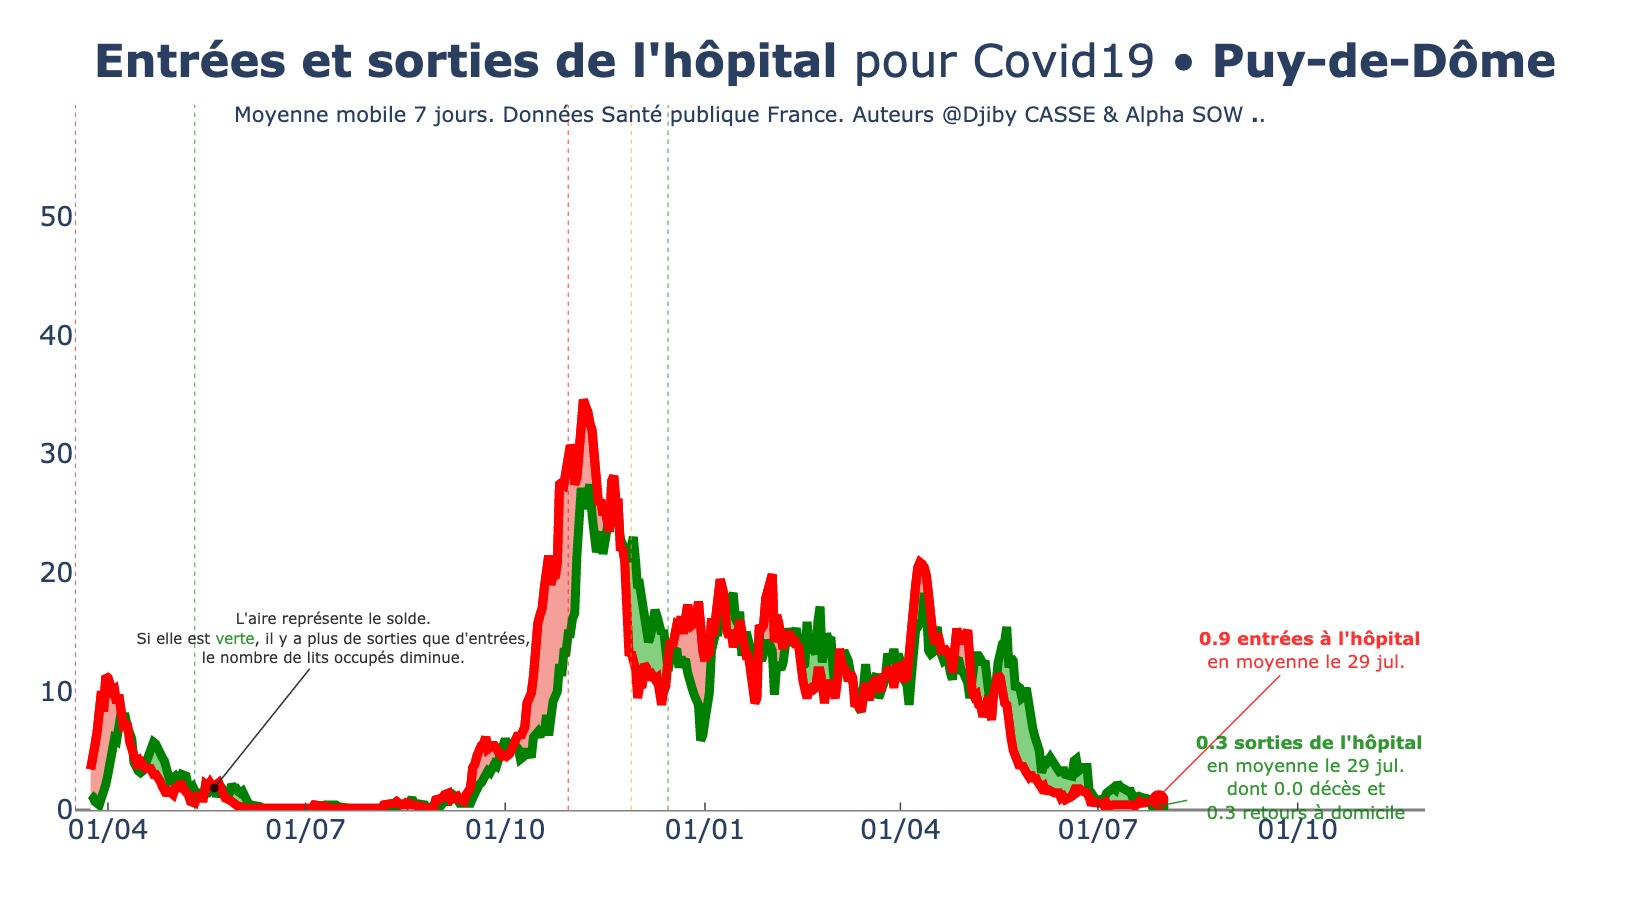 Entrées et sorties de l'hôpital pour Covid19 • Puy-de-Dôme
Moyenne mobile 7 jours. Données Santé publique France. Auteurs @Djiby CASSE & Alpha SOW ..
50
40
30
20
10
0
L'aire représente le solde.
Si elle est verte, il y a plus de sorties que d'entrées,
le nombre de lits occupés diminue.
0.9 entrées à l'hôpital
en moyenne le 29 jul.
0.3 sorties de l'hôpital
en moyenne le 29 jul.
dont 0.0 décès et
0.3 retours à domicile
01/04 01/07 01/10 01/01 01/04 01/07 01/10